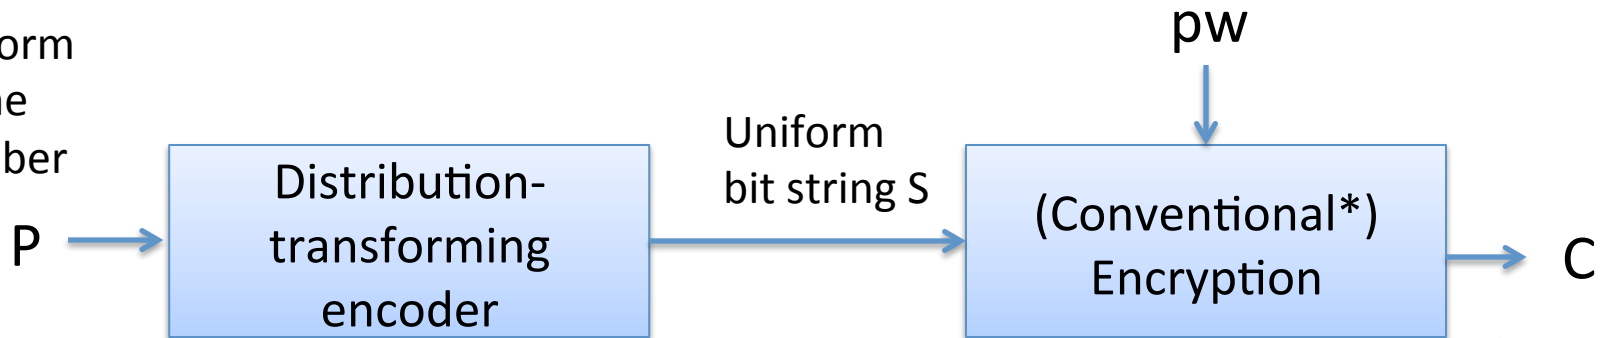 orm
ber
P
Distribution-
transforming
encoder
Uniform
bit string S
pw
(Conventional*)
Encryption
C